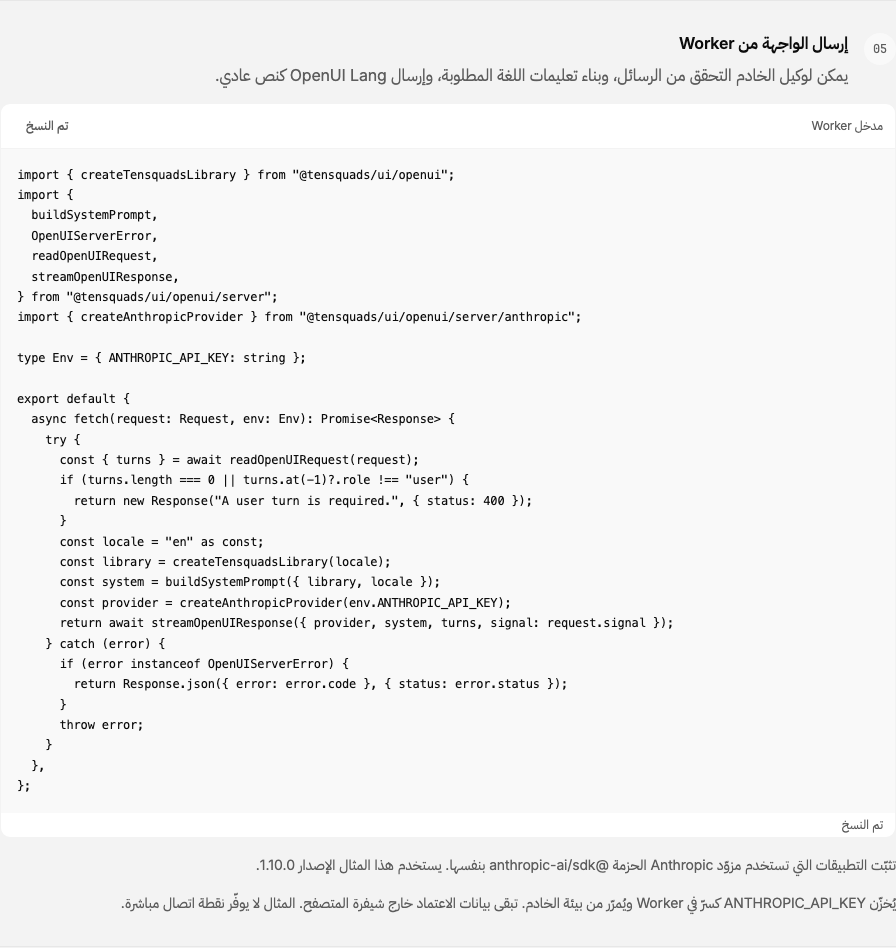 05
إرسال الواجهة من Worker
يمكن لوكيل الخادم التحقق من الرسائل، وبناء تعليمات اللغة المطلوبة، وإرسال OpenUI Lang كنص عادي.
مدخل Worker
تم النسخ
import { createTensquadsLibrary } from "@tensquads/ui/openui";
import {
  buildSystemPrompt,
  OpenUIServerError,
  readOpenUIRequest,
  streamOpenUIResponse,
} from "@tensquads/ui/openui/server";
import { createAnthropicProvider } from "@tensquads/ui/openui/server/anthropic";

type Env = { ANTHROPIC_API_KEY: string };

export default {
  async fetch(request: Request, env: Env): Promise<Response> {
    try {
      const { turns } = await readOpenUIRequest(request);
      if (turns.length === 0 || turns.at(-1)?.role !== "user") {
        return new Response("A user turn is required.", { status: 400 });
      }
      const locale = "en" as const;
      const library = createTensquadsLibrary(locale);
      const system = buildSystemPrompt({ library, locale });
      const provider = createAnthropicProvider(env.ANTHROPIC_API_KEY);
      return await streamOpenUIResponse({ provider, system, turns, signal: request.signal });
    } catch (error) {
      if (error instanceof OpenUIServerError) {
        return Response.json({ error: error.code }, { status: error.status });
      }
      throw error;
    }
  },
};
تم النسخ
تثبّت التطبيقات التي تستخدم مزوّد Anthropic الحزمة @anthropic-ai/sdk بنفسها. يستخدم هذا المثال الإصدار 1.10.0.
يُخزّن ANTHROPIC_API_KEY كسرّ في Worker ويُمرّر من بيئة الخادم. تبقى بيانات الاعتماد خارج شيفرة المتصفح. المثال لا يوفّر نقطة اتصال مباشرة.